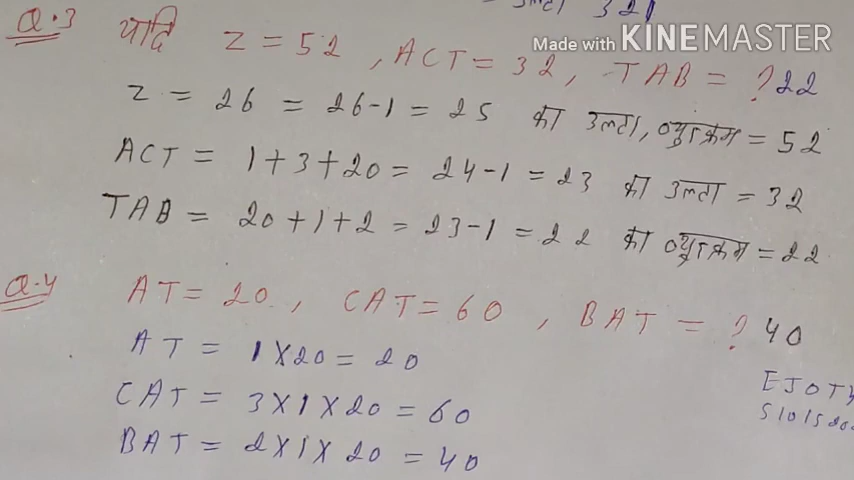 321
Made with KINEMASTER
Q.3 यदि Z = 52 , ACT = 32, TAB = ? 22
Z = 26 = 26-1 = 25 का उल्टा, व्युत्क्रम = 52
ACT = 1+3+20 = 24-1 = 23 का उल्टा = 32
TAB = 20+1+2 = 23-1 = 22 का व्युत्क्रम = 22
Q.4 AT = 20 , CAT = 60 , BAT = ? 40
AT = 1X20 = 20
CAT = 3X1X20 = 60
BAT = 2X1X20 = 40
EJOTY